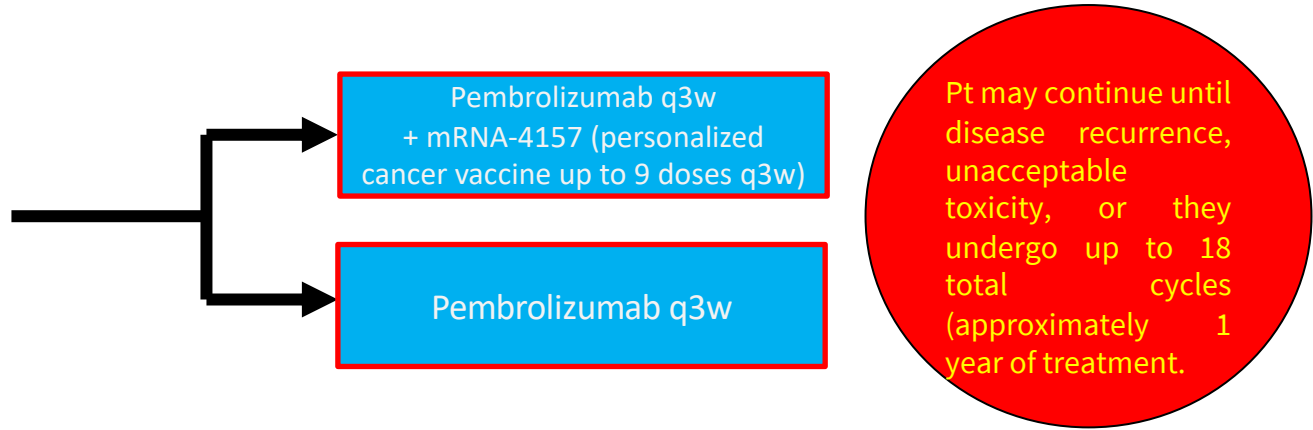 Pembrolizumab q3w
+ mRNA-4157 (personalized
cancer vaccine up to 9 doses q3w)
Pembrolizumab q3w
Pt may continue until
disease recurrence,
unacceptable
toxicity, or they
undergo up to 18
total cycles
(approximately 1
year of treatment.